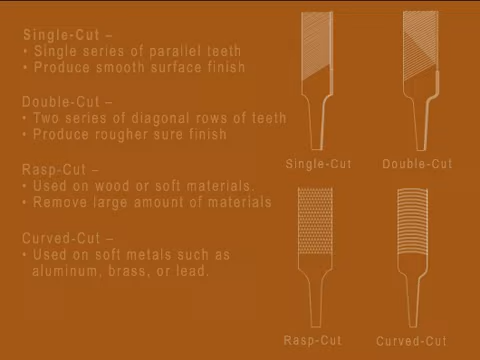 Single-Cut –
• Single series of parallel teeth
• Produce smooth surface finish
Double-Cut –
• Two series of diagonal rows of teeth
• Produce rougher sure finish
Rasp-Cut –
• Used on wood or soft materials.
• Remove large amount of materials
Curved-Cut –
• Used on soft metals such as
aluminum, brass, or lead.
Single-Cut
Double-Cut
Rasp-Cut
Curved-Cut